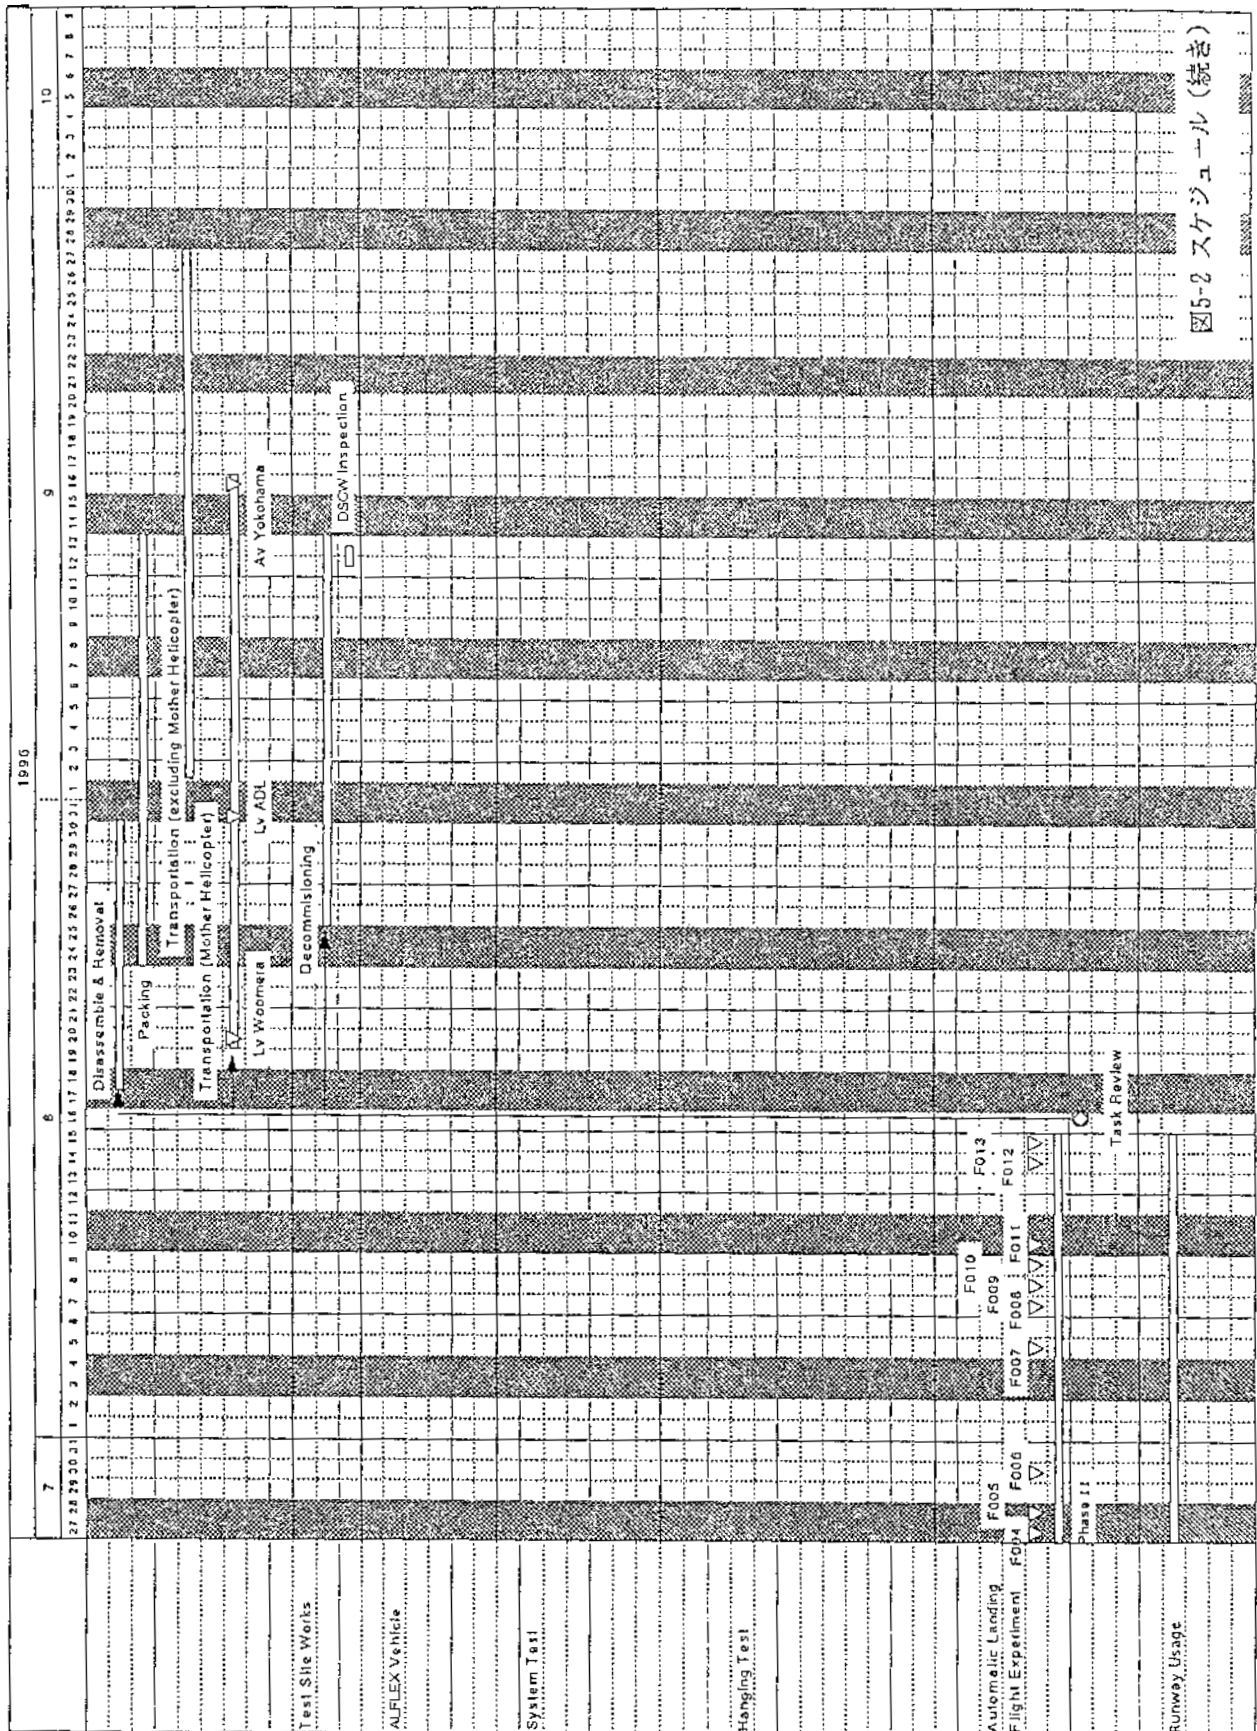 1996
7 8 9 10
27 28 29 30 31 1 2 3 4 5 6 7 8 9 10 11 12 13 14 15 16 17 18 19 20 21 22 23 24 25 26 27 28 29 30 31 1 2 3 4 5 6 7 8 9 10 11 12 13 14 15 16 17 18 19 20 21 22 23 24 25 26 27 28 29 30 1 2 3 4 5 6 7 8 9
Disassemble & Removal
Packing
Transportation (excluding Mother Helicopter)
Transportation (Mother Helicopter)
Lv Woomera Lv ADL Av Yokohama
Test Site Works
Decommisioning
DSCW Inspection
ALFLEX Vehicle
System Test
Hanging Test
F010 F013
Automatic Landing F005 F009
Flight Experiment F004 F006 F007 F008 F011 F012
Phase II
Task Review
Runway Usage
図5-2 スケジュール (続き)